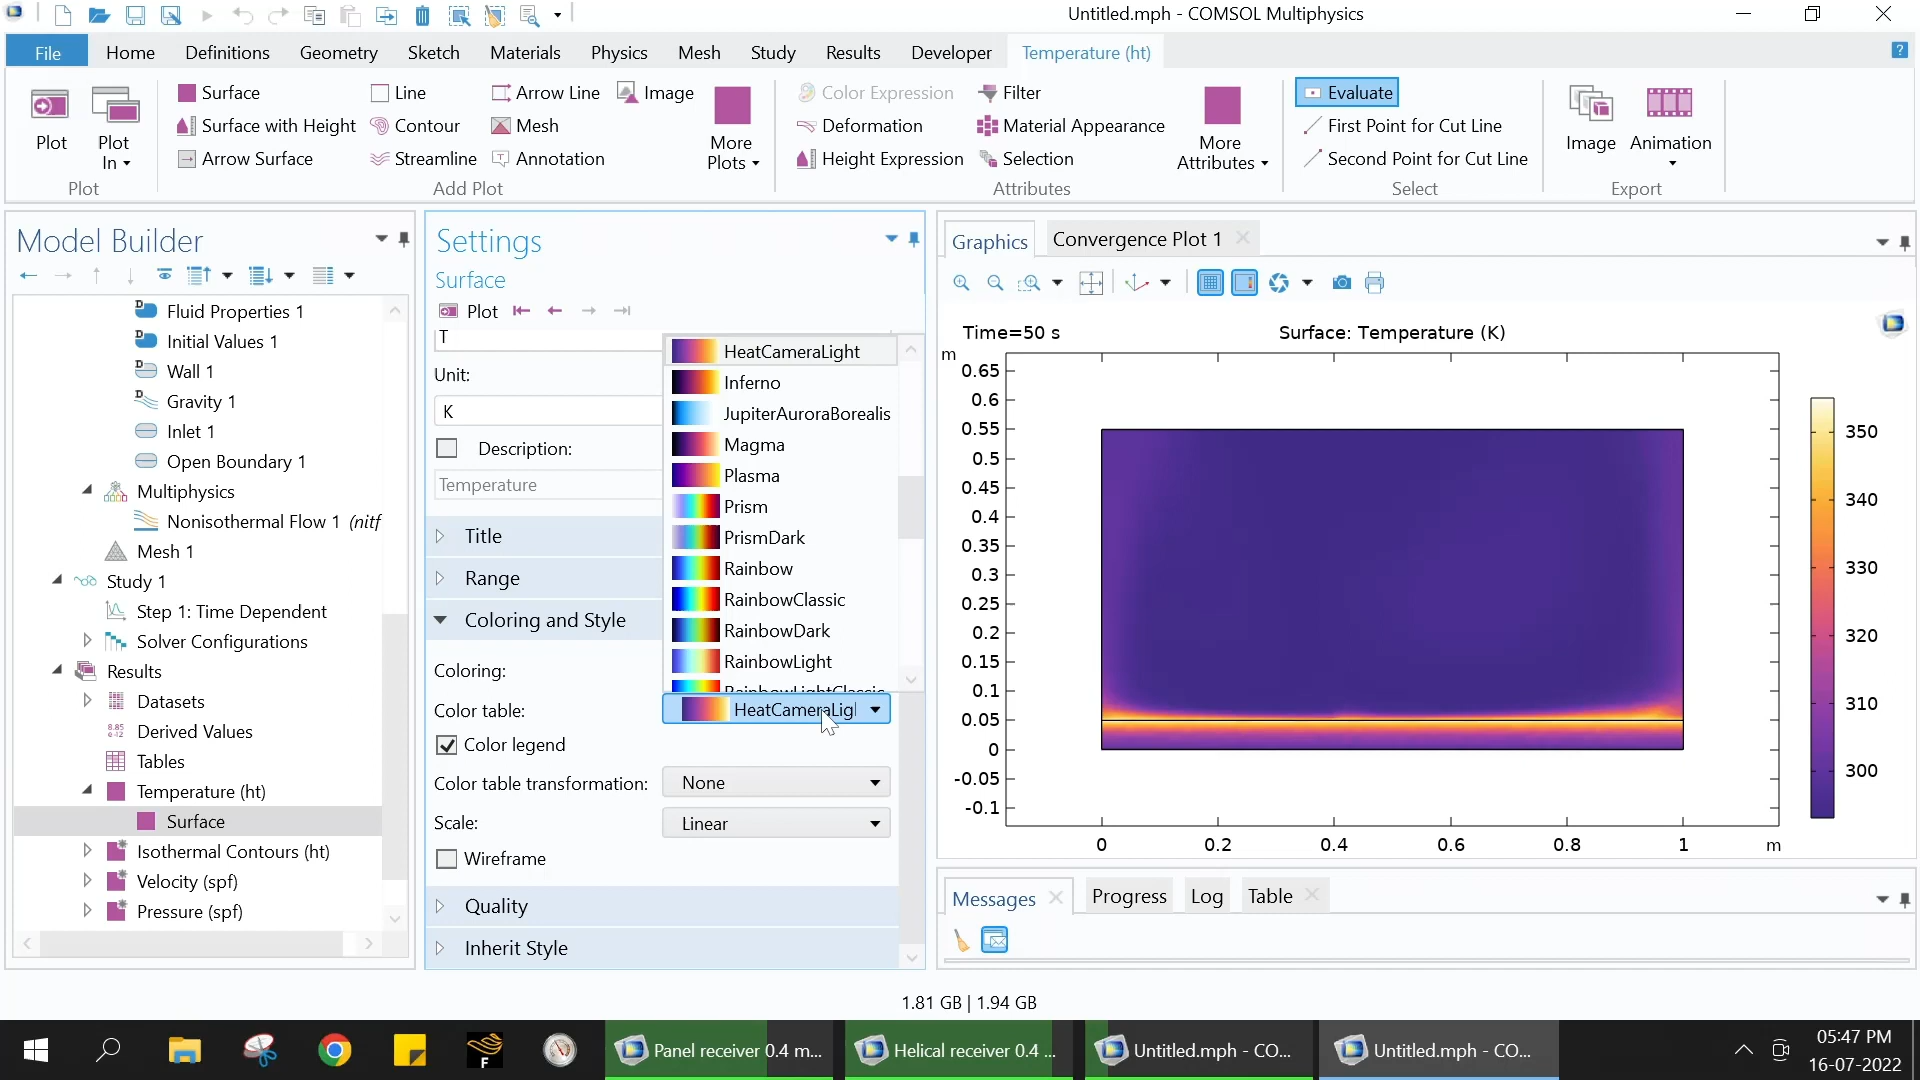 Untitled.mph - COMSOL Multiphysics
File
Home
Definitions
Geometry
Sketch
Materials
Physics
Mesh
Study
Results
Developer
Temperature (ht)
?
Plot
Plot
In
Plot
Surface
Surface with Height
Arrow Surface
Line
Contour
Streamline
Arrow Line
Mesh
Annotation
Image
More
Plots
Add Plot
Color Expression
Deformation
Height Expression
Filter
Material Appearance
Selection
More
Attributes
Attributes
Evaluate
First Point for Cut Line
Second Point for Cut Line
Select
Image
Animation
Export
Model Builder
Fluid Properties 1
Initial Values 1
Wall 1
Gravity 1
Inlet 1
Open Boundary 1
Multiphysics
Nonisothermal Flow 1 (nitf
Mesh 1
Study 1
Step 1: Time Dependent
Solver Configurations
Results
Datasets
8.85
e-12
Derived Values
Tables
Temperature (ht)
Surface
Isothermal Contours (ht)
Velocity (spf)
Pressure (spf)
Settings
Surface
Plot
T
Unit:
K
Description:
Temperature
Title
Range
Coloring and Style
Coloring:
Color table:
HeatCameraLigh
Color legend
Color table transformation:
None
Scale:
Linear
Wireframe
Quality
Inherit Style
HeatCameraLight
Inferno
JupiterAuroraBorealis
Magma
Plasma
Prism
PrismDark
Rainbow
RainbowClassic
RainbowDark
RainbowLight
RainbowLightClassic
Graphics
Convergence Plot 1
Time=50 s
Surface: Temperature (K)
m
0.65
0.6
0.55
0.5
0.45
0.4
0.35
0.3
0.25
0.2
0.15
0.1
0.05
0
-0.05
-0.1
0
0.2
0.4
0.6
0.8
1
m
350
340
330
320
310
300
Messages
Progress
Log
Table
1.81 GB | 1.94 GB
F
Panel receiver 0.4 m...
Helical receiver 0.4 ...
Untitled.mph - CO...
Untitled.mph - CO...
05:47 PM
16-07-2022